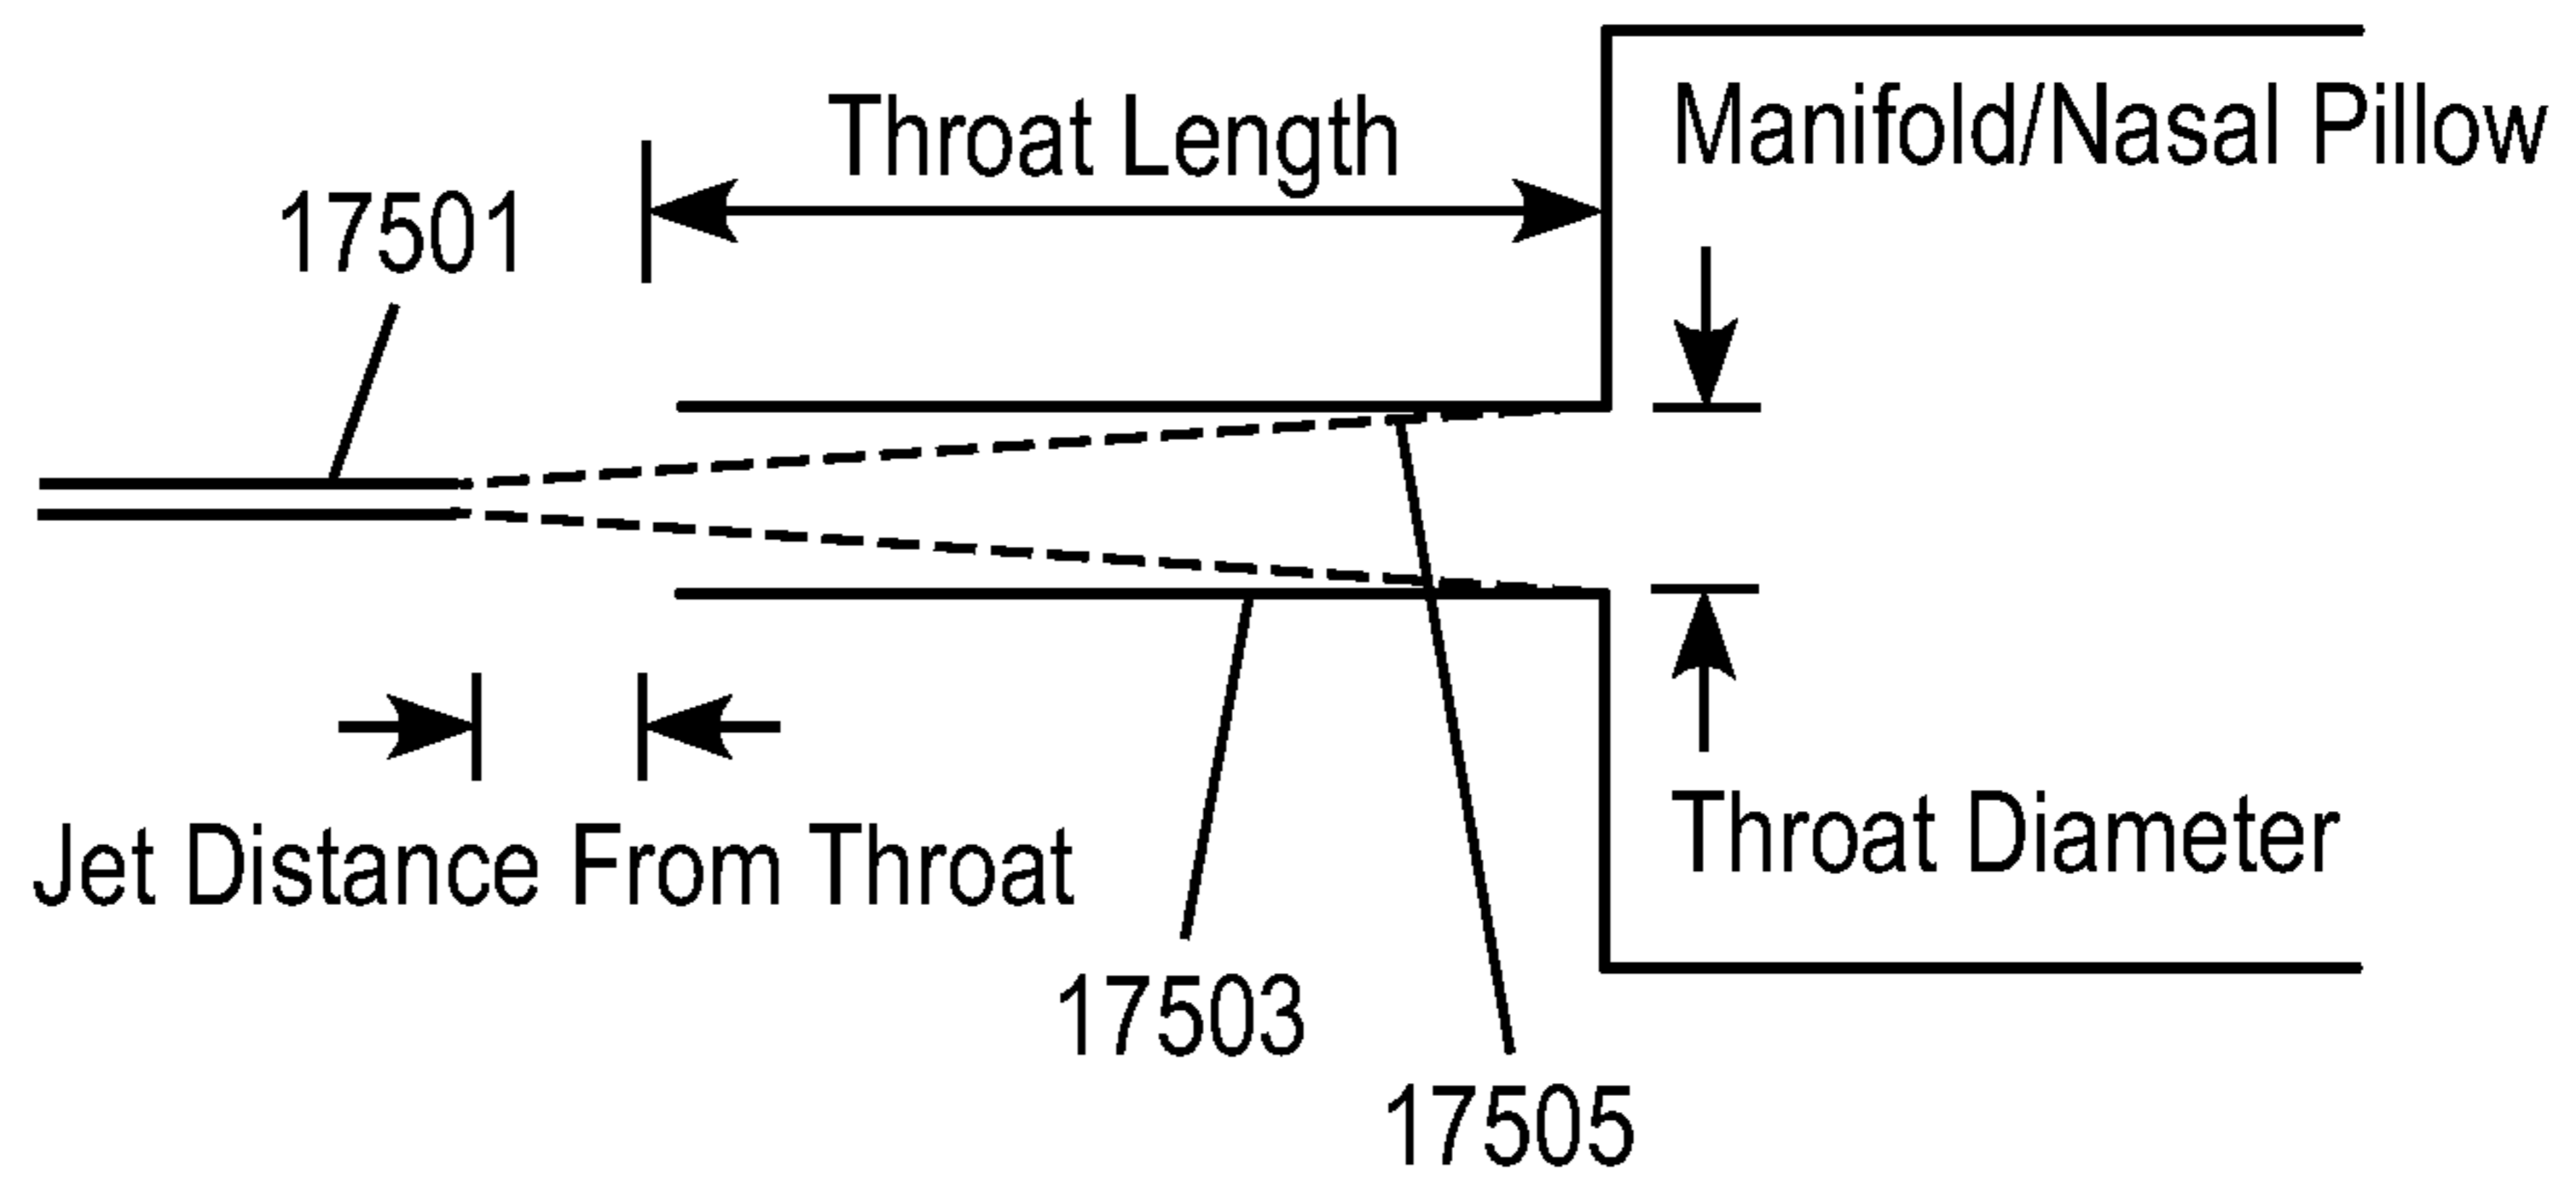 Manifold/Nasal Pillow
Throat Length
17501
Throat Diameter
Jet Distance From Throat
17503
17505